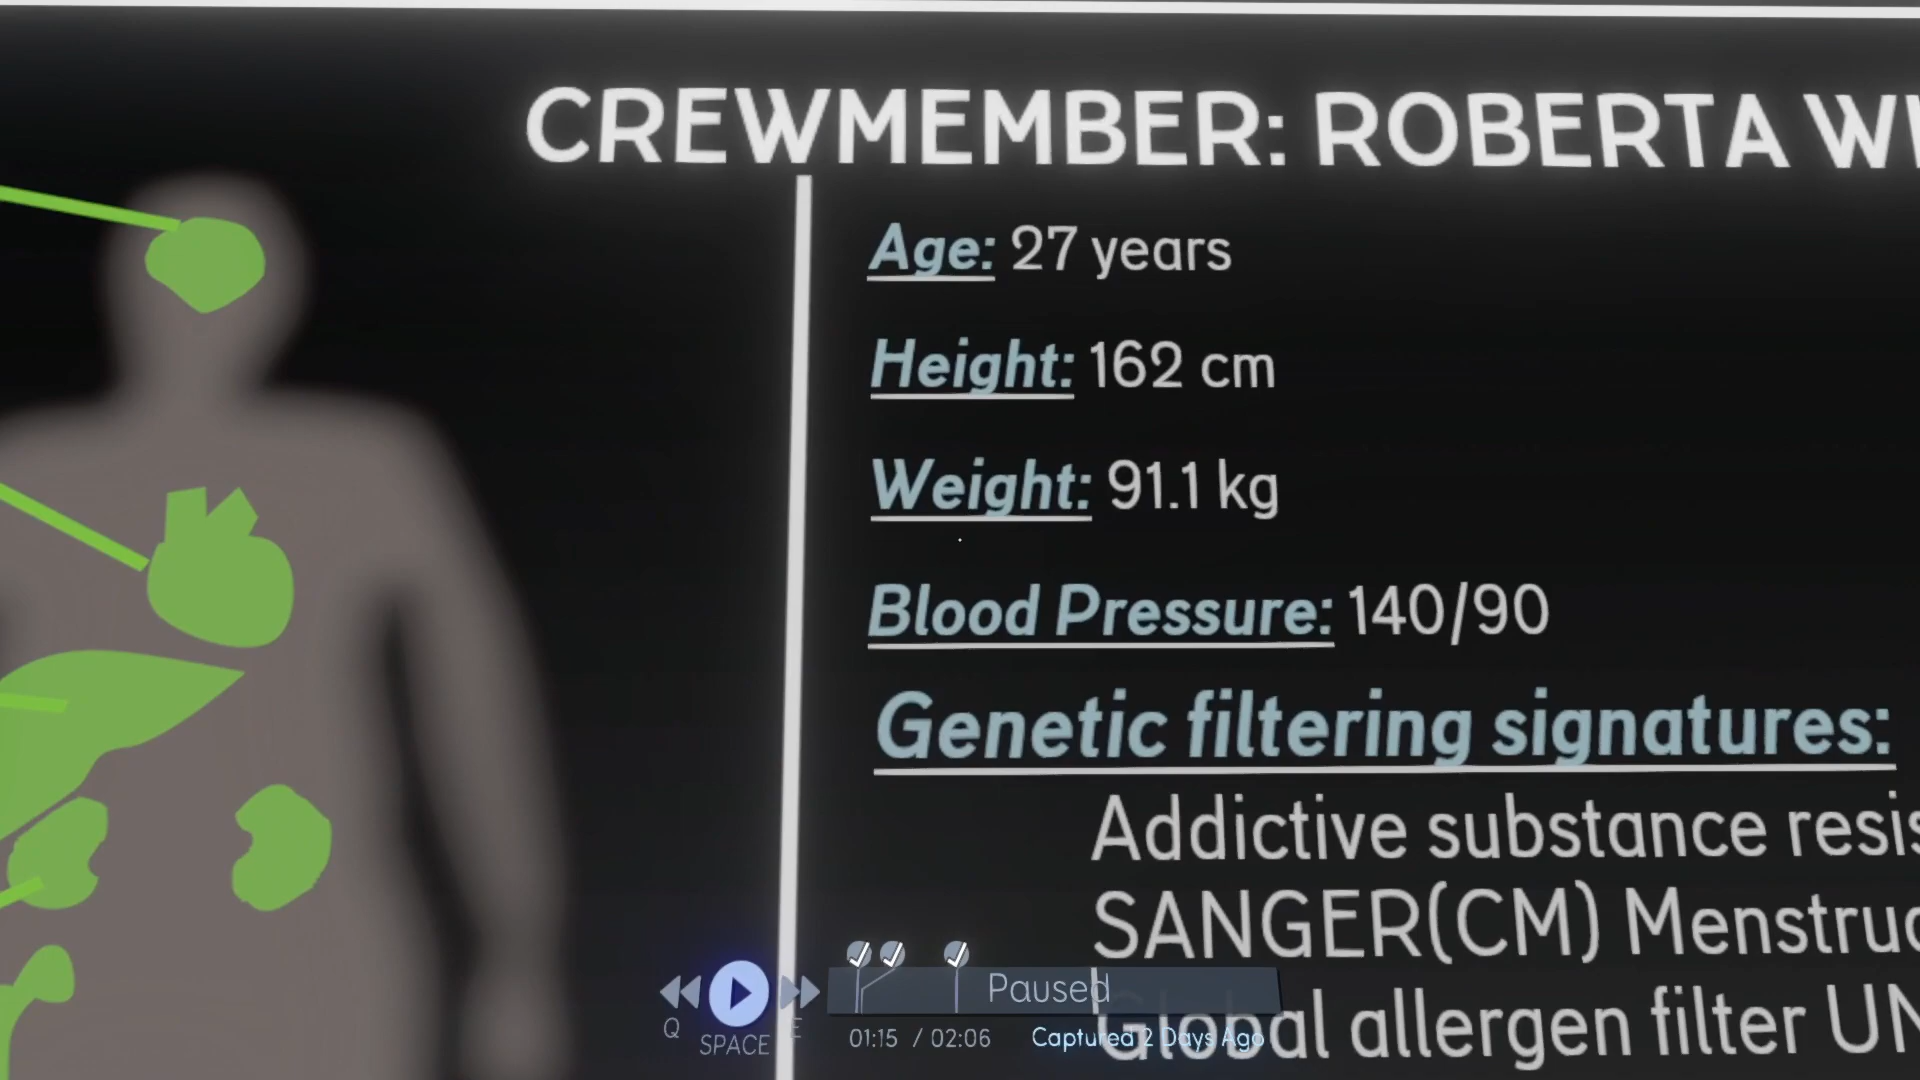 CREWMEMBER: ROBERTA
Age: 27 years
Height: 162 cm
Weight: 91.1 kg
Blood Pressure: 140/90
Genetic filtering signatures:
Addictive substance
SANGER(CM)
Global allergen filter
Paused
Q
SPACE
E
01:15 / 02:06
Captured 2 Days Ago